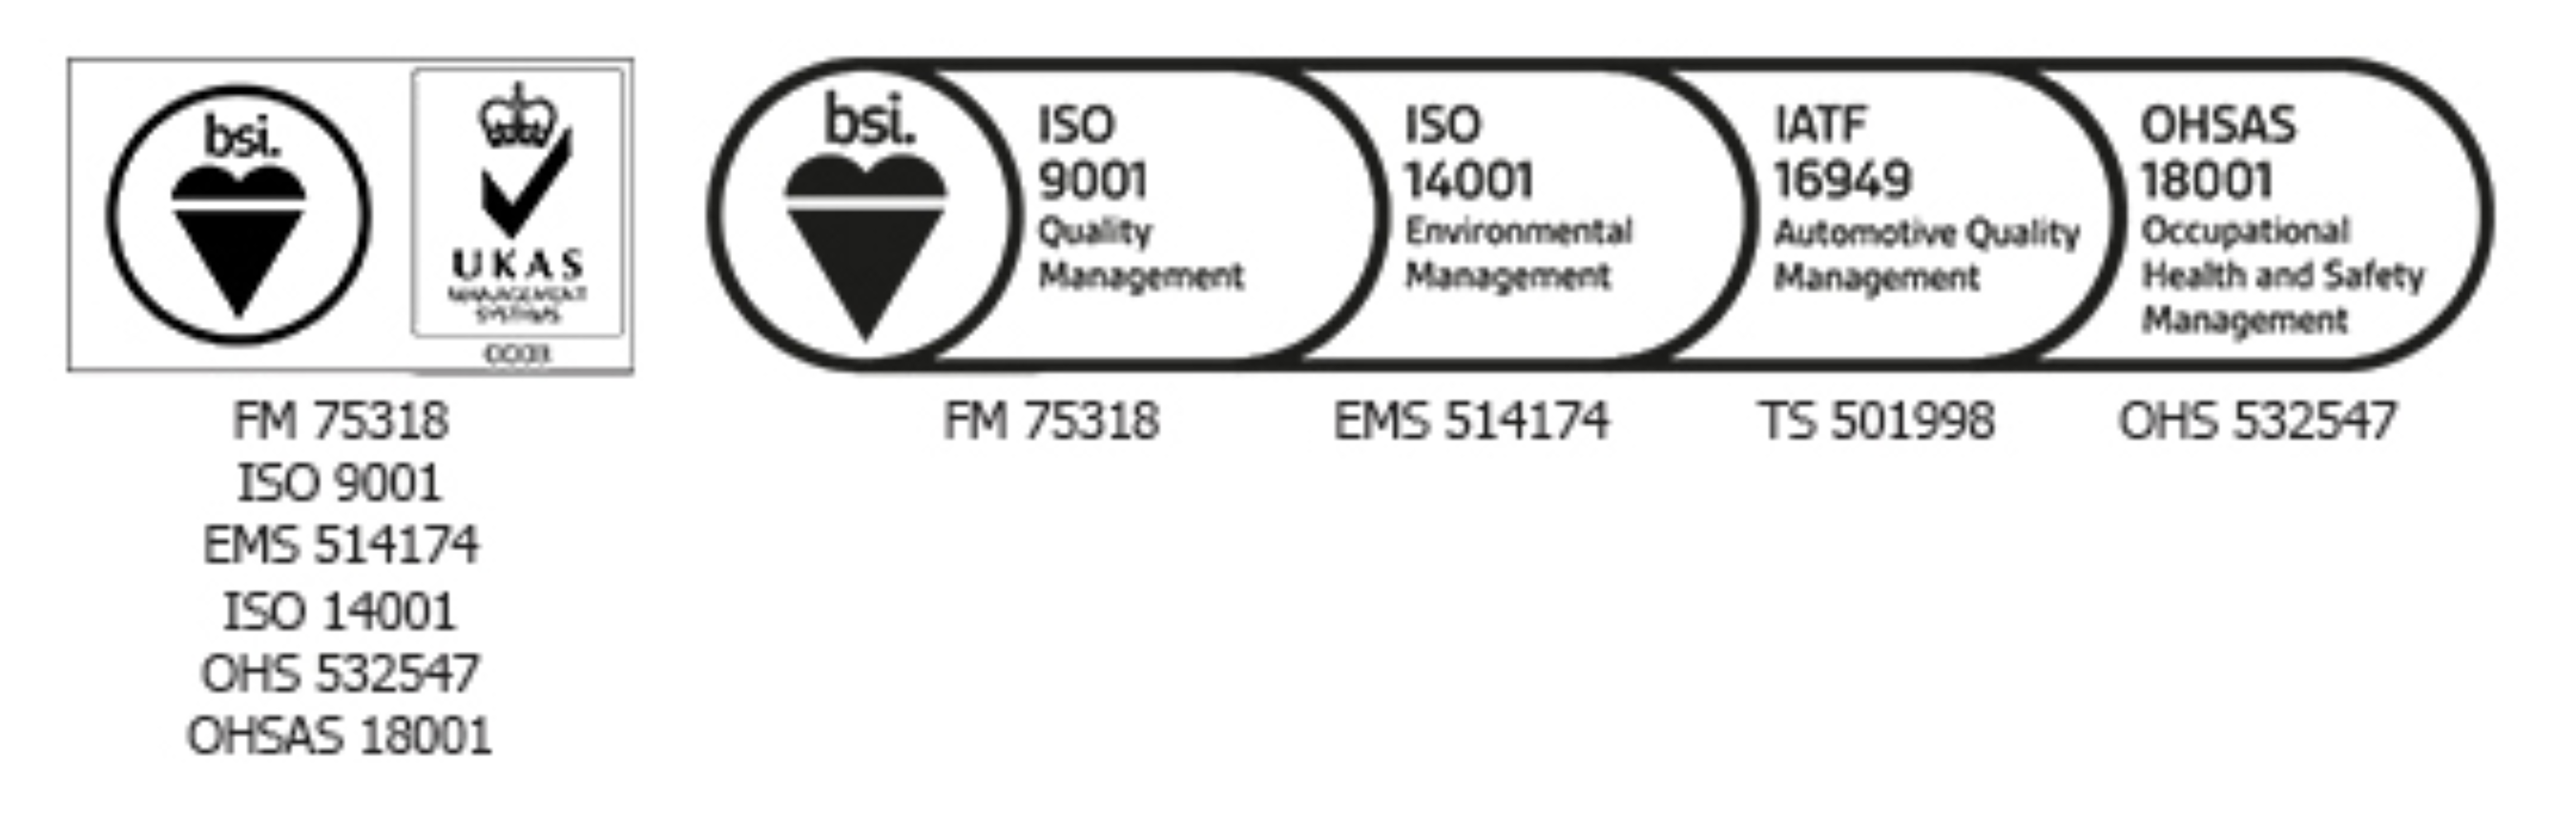 bsi.
UKAS
MANAGEMENT
SYSTEMS
FM 75318
ISO 9001
EMS 514174
ISO 14001
OHS 532547
OHSAS 18001
bsi.
ISO
9001
Quality
Management
FM 75318
ISO
14001
Environmental
Management
EMS 514174
IATF
16949
Automotive Quality
Management
TS 501998
OHSAS
18001
Occupational
Health and Safety
Management
OHS 532547